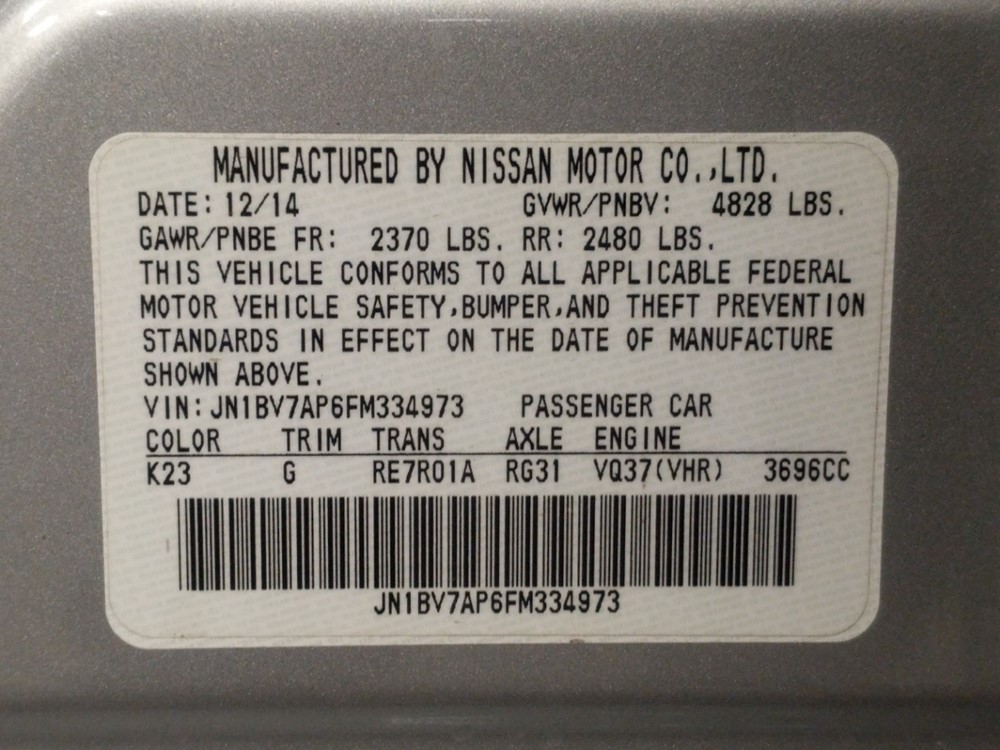 MANUFACTURED BY NISSAN MOTOR CO.,LTD.
DATE: 12/14 GVWR/PNBV: 4828 LBS.
GAWR/PNBE FR: 2370 LBS. RR: 2480 LBS.
THIS VEHICLE CONFORMS TO ALL APPLICABLE FEDERAL
MOTOR VEHICLE SAFETY,BUMPER,AND THEFT PREVENTION
STANDARDS IN EFFECT ON THE DATE OF MANUFACTURE
SHOWN ABOVE.
VIN: JN1BV7AP6FM334973 PASSENGER CAR
COLOR TRIM TRANS AXLE ENGINE
K23 G RE7R01A RG31 VQ37(VHR) 3696CC
JN1BV7AP6FM334973